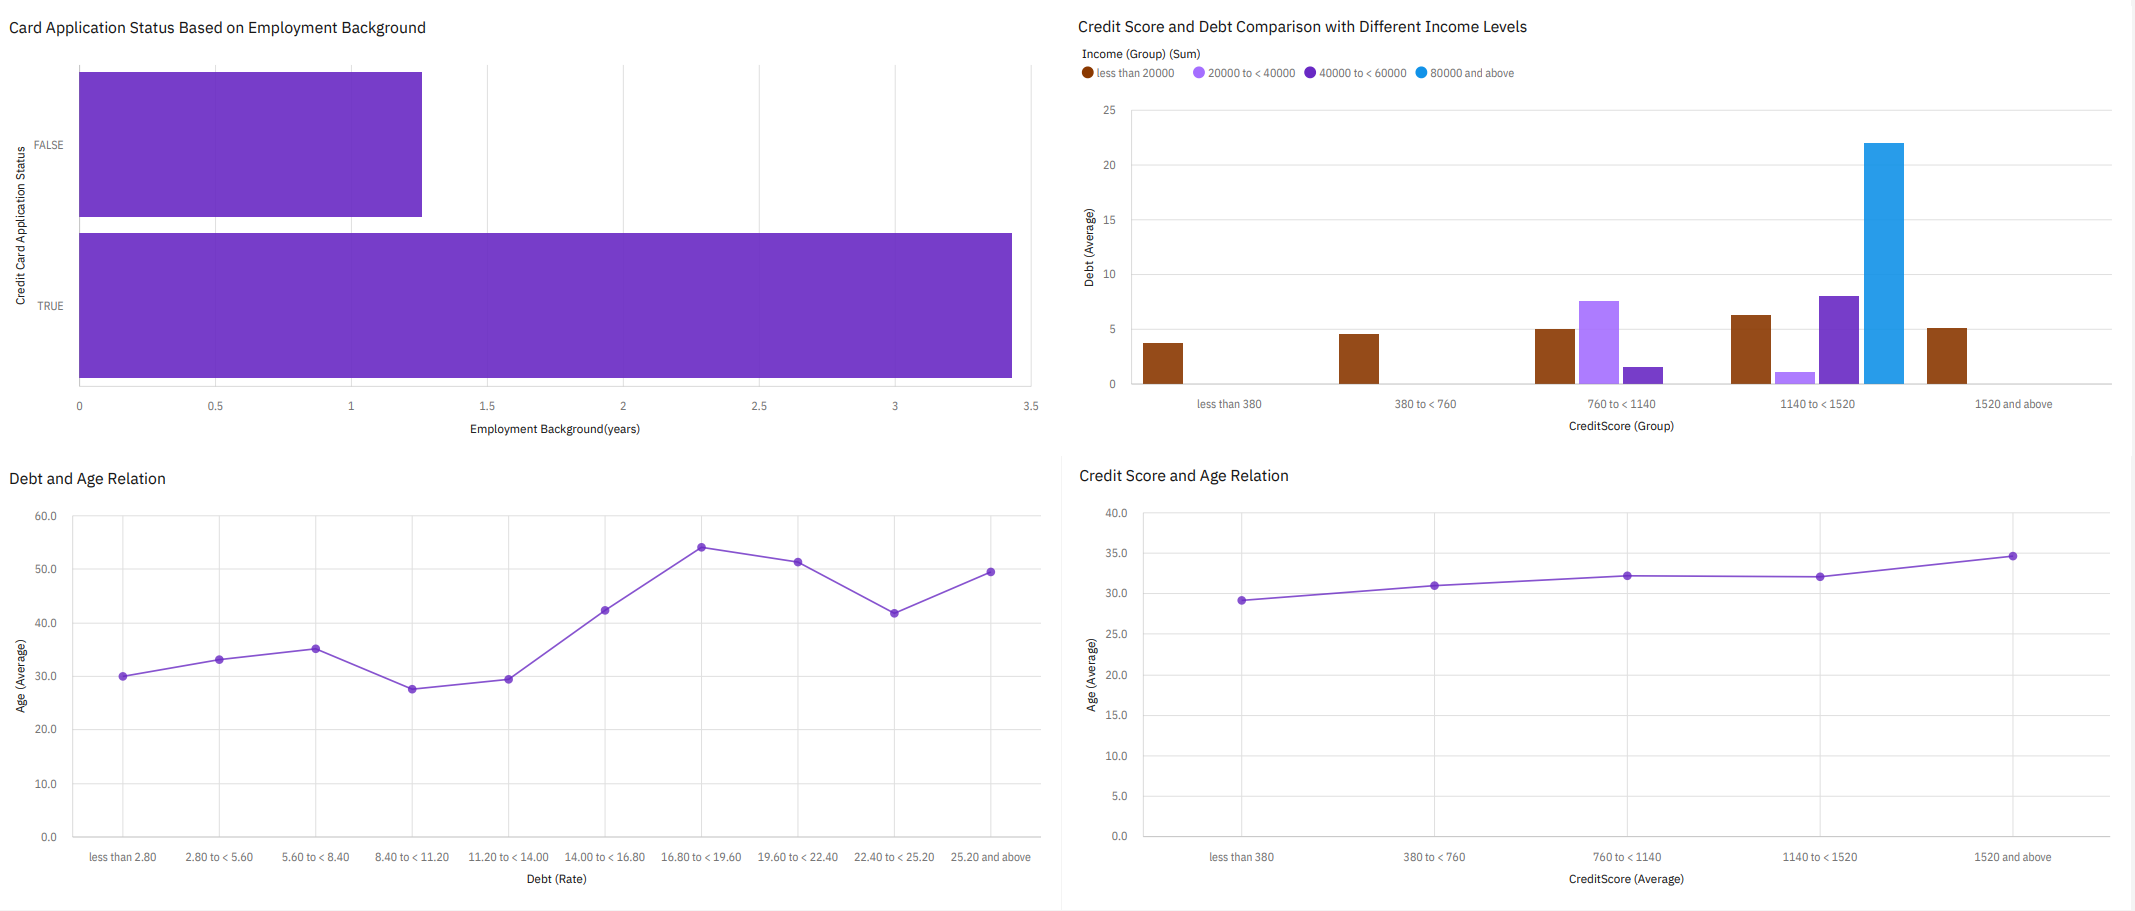 Card Application Status Based on Employment Background
Credit Card Application Status
FALSE
TRUE
0 0.5 1 1.5 2 2.5 3 3.5
Employment Background(years)
Credit Score and Debt Comparison with Different Income Levels
Income (Group) (Sum)
less than 20000 20000 to < 40000 40000 to < 60000 80000 and above
Debt (Average)
25
20
15
10
5
0
less than 380 380 to < 760 760 to < 1140 1140 to < 1520 1520 and above
CreditScore (Group)
Debt and Age Relation
Age (Average)
60.0
50.0
40.0
30.0
20.0
10.0
0.0
less than 2.80 2.80 to < 5.60 5.60 to < 8.40 8.40 to < 11.20 11.20 to < 14.00 14.00 to < 16.80 16.80 to < 19.60 19.60 to < 22.40 22.40 to < 25.20 25.20 and above
Debt (Rate)
Credit Score and Age Relation
Age (Average)
40.0
35.0
30.0
25.0
20.0
15.0
10.0
5.0
0.0
less than 380 380 to < 760 760 to < 1140 1140 to < 1520 1520 and above
CreditScore (Average)